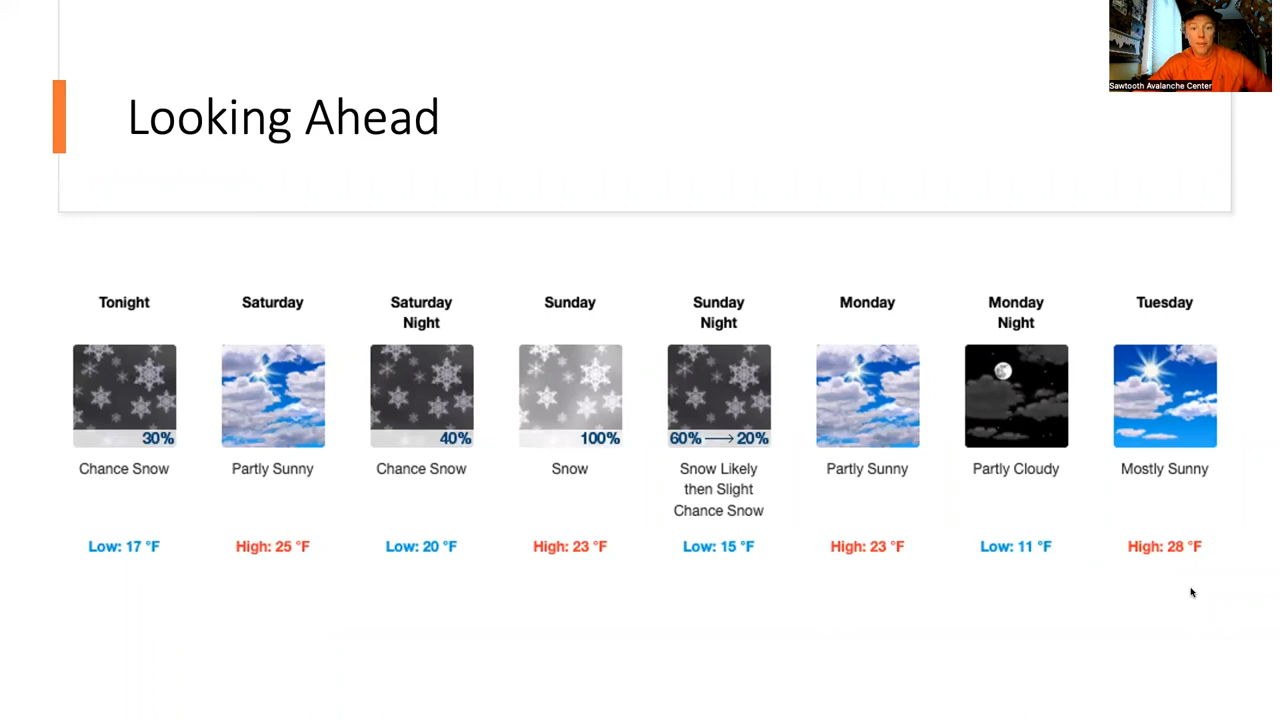 Sawtooth Avalanche Center
Looking Ahead
Tonight
Saturday
Saturday
Night
Sunday
Sunday
Night
Monday
Monday
Night
Tuesday
30%
40%
100%
60% → 20%
Chance Snow
Partly Sunny
Chance Snow
Snow
Snow Likely
then Slight
Chance Snow
Partly Sunny
Partly Cloudy
Mostly Sunny
Low: 17 °F
High: 25 °F
Low: 20 °F
High: 23 °F
Low: 15 °F
High: 23 °F
Low: 11 °F
High: 28 °F